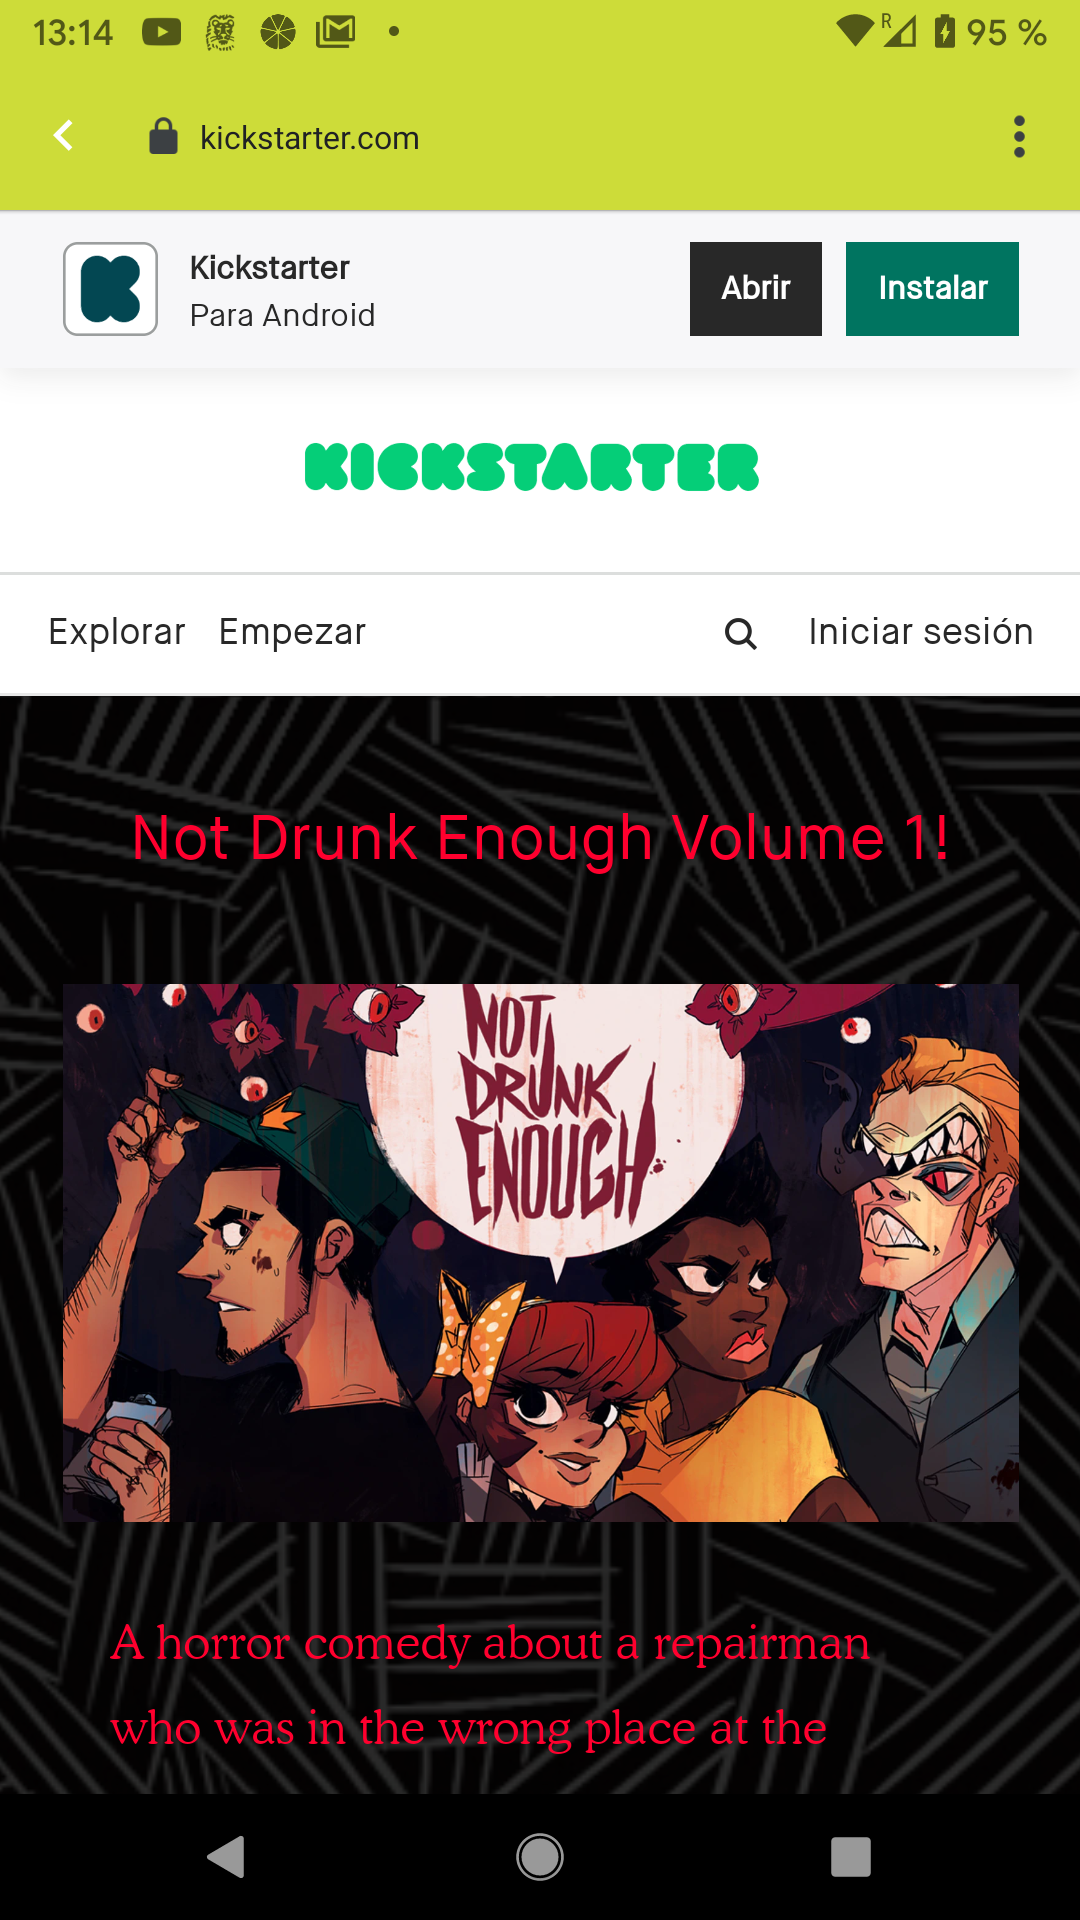 13:14
R
95 %
kickstarter.com
Kickstarter
Para Android
Abrir
Instalar
KICKSTARTER
Explorar
Empezar
Iniciar sesión
Not Drunk Enough Volume 1!
NOT
DRUNK
ENOUGH
A horror comedy about a repairman
who was in the wrong place at the